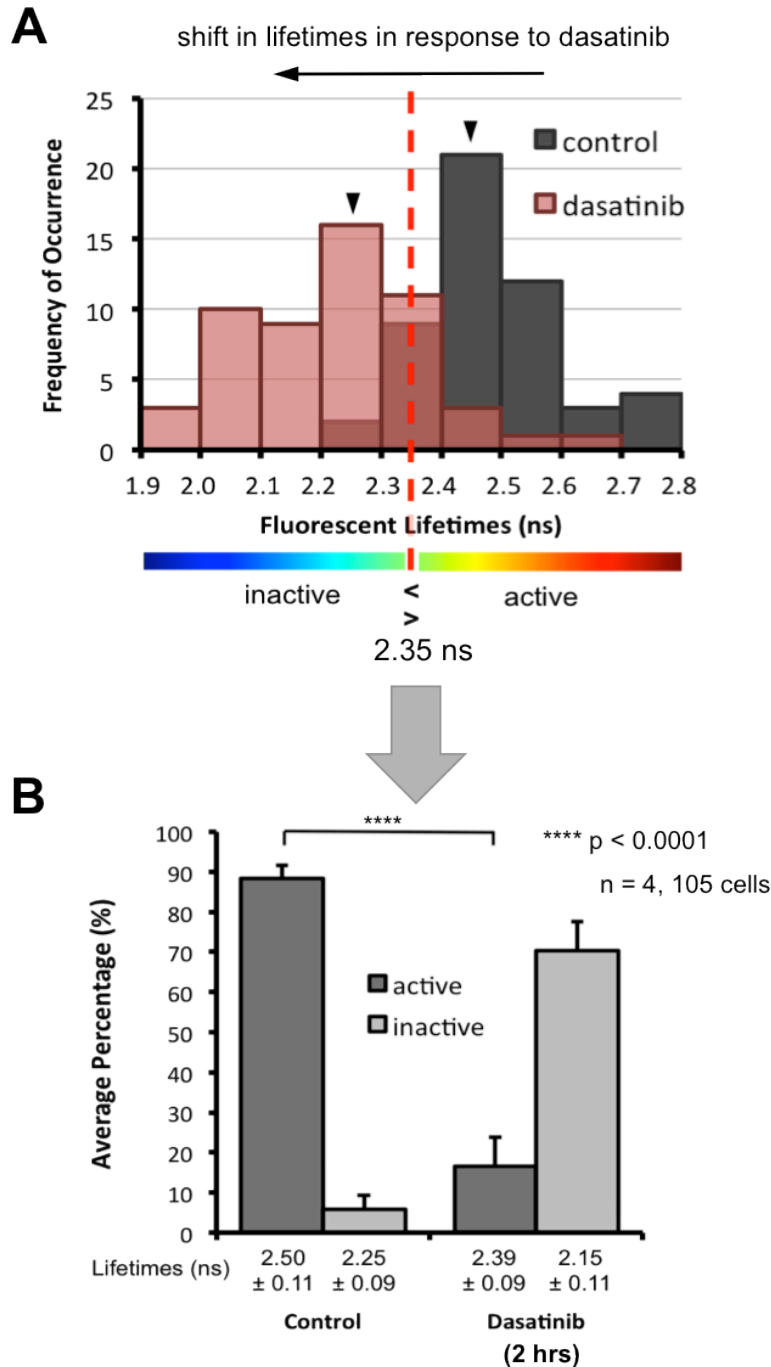 A
shift in lifetimes in response to dasatinib
25
20
15
10
5
0
Frequency of Occurrence
control
dasatinib
1.9 2.0 2.1 2.2 2.3 2.4 2.5 2.6 2.7 2.8
Fluorescent Lifetimes (ns)
inactive < active
>
2.35 ns
B
100
90
80
70
60
50
40
30
20
10
0
Average Percentage (%)
****
**** p < 0.0001
n = 4, 105 cells
active
inactive
Lifetimes (ns) 2.50 2.25 2.39 2.15
± 0.11 ± 0.09 ± 0.09 ± 0.11
Control Dasatinib
(2 hrs)